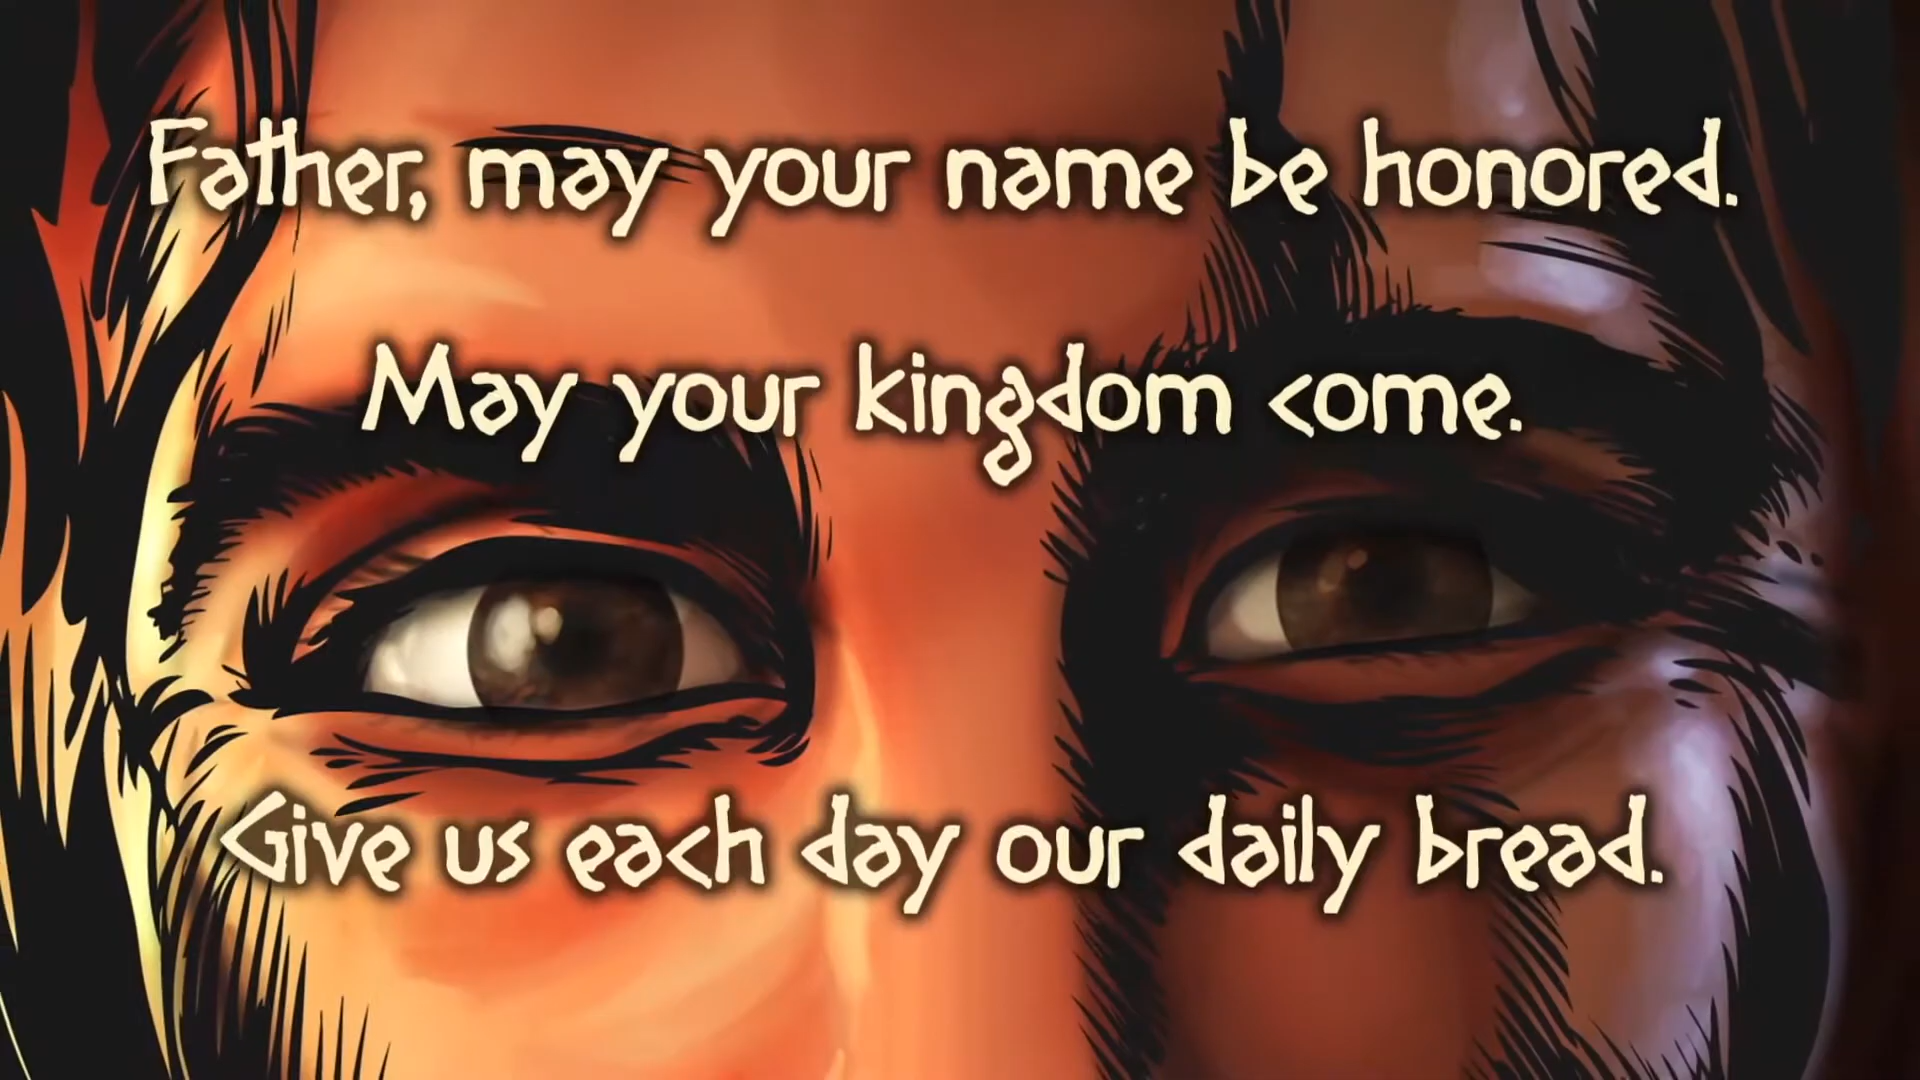 Father, may your name be honored.
May your kingdom come.
Give us each day our daily bread.